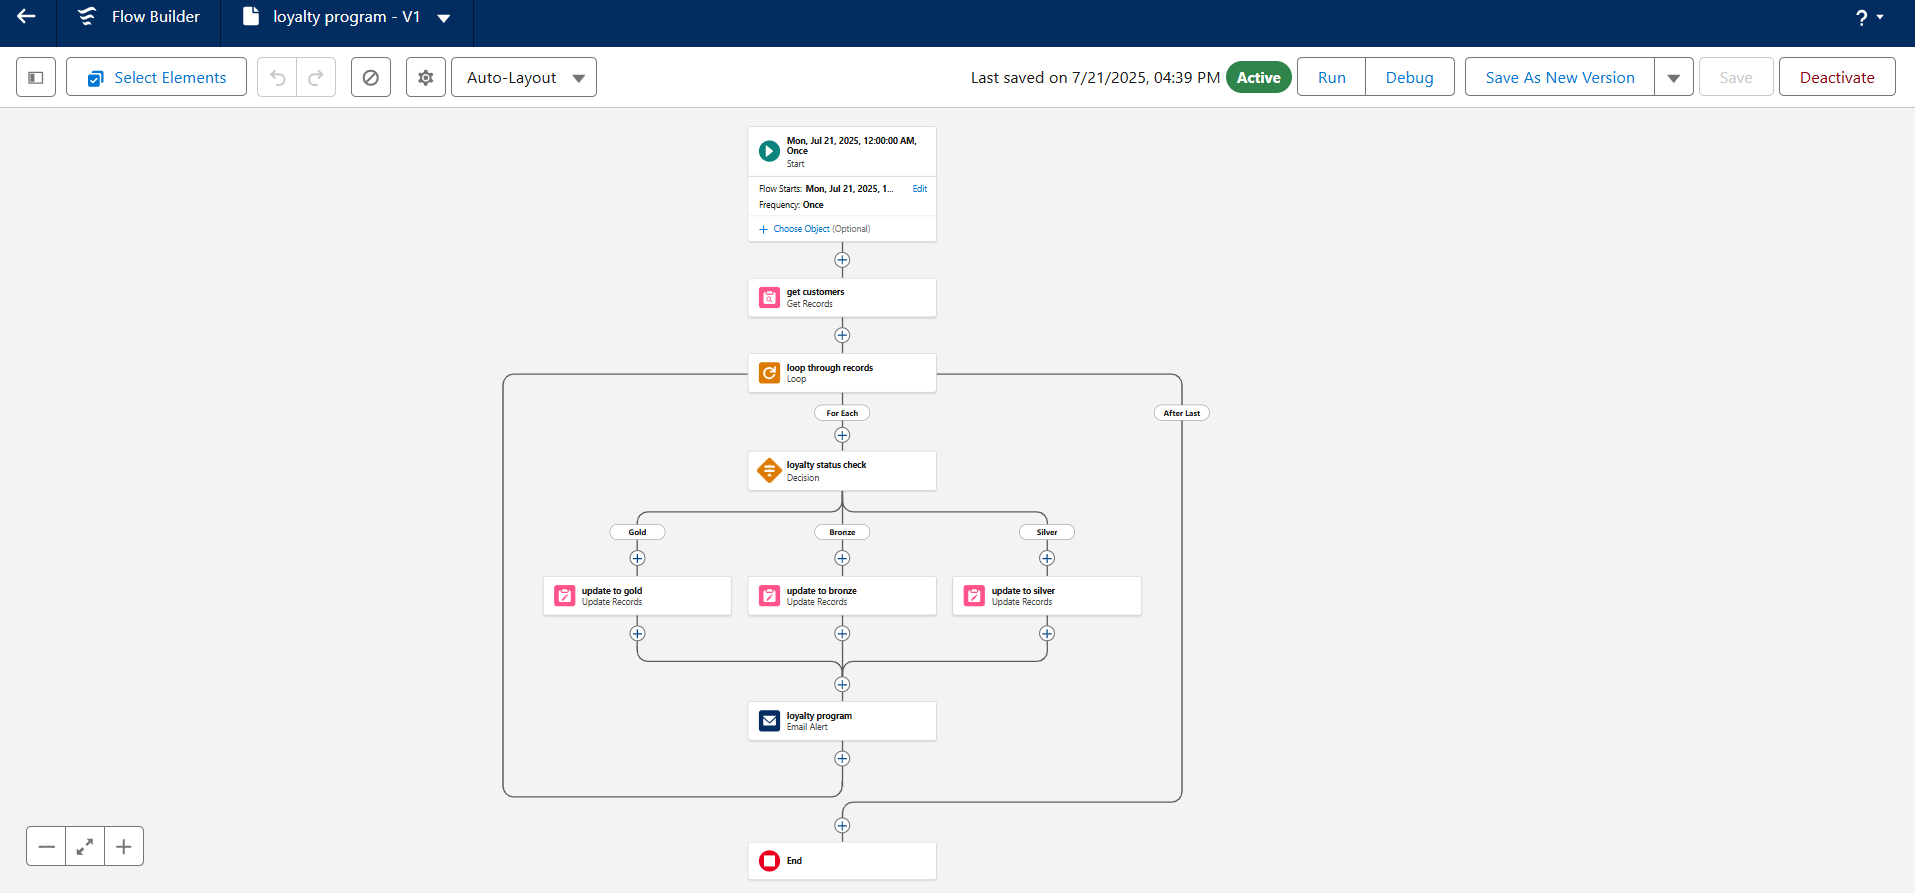 Flow Builder
loyalty program - V1
?
Select Elements
Auto-Layout
Last saved on 7/21/2025, 04:39 PM
Active
Run
Debug
Save As New Version
Save
Deactivate
Mon, Jul 21, 2025, 12:00:00 AM,
Once
Start
Flow Starts: Mon, Jul 21, 2025, 1...
Edit
Frequency: Once
Choose Object (Optional)
get customers
Get Records
loop through records
Loop
For Each
After Last
loyalty status check
Decision
Gold
Bronze
Silver
update to gold
Update Records
update to bronze
Update Records
update to silver
Update Records
loyalty program
Email Alert
End